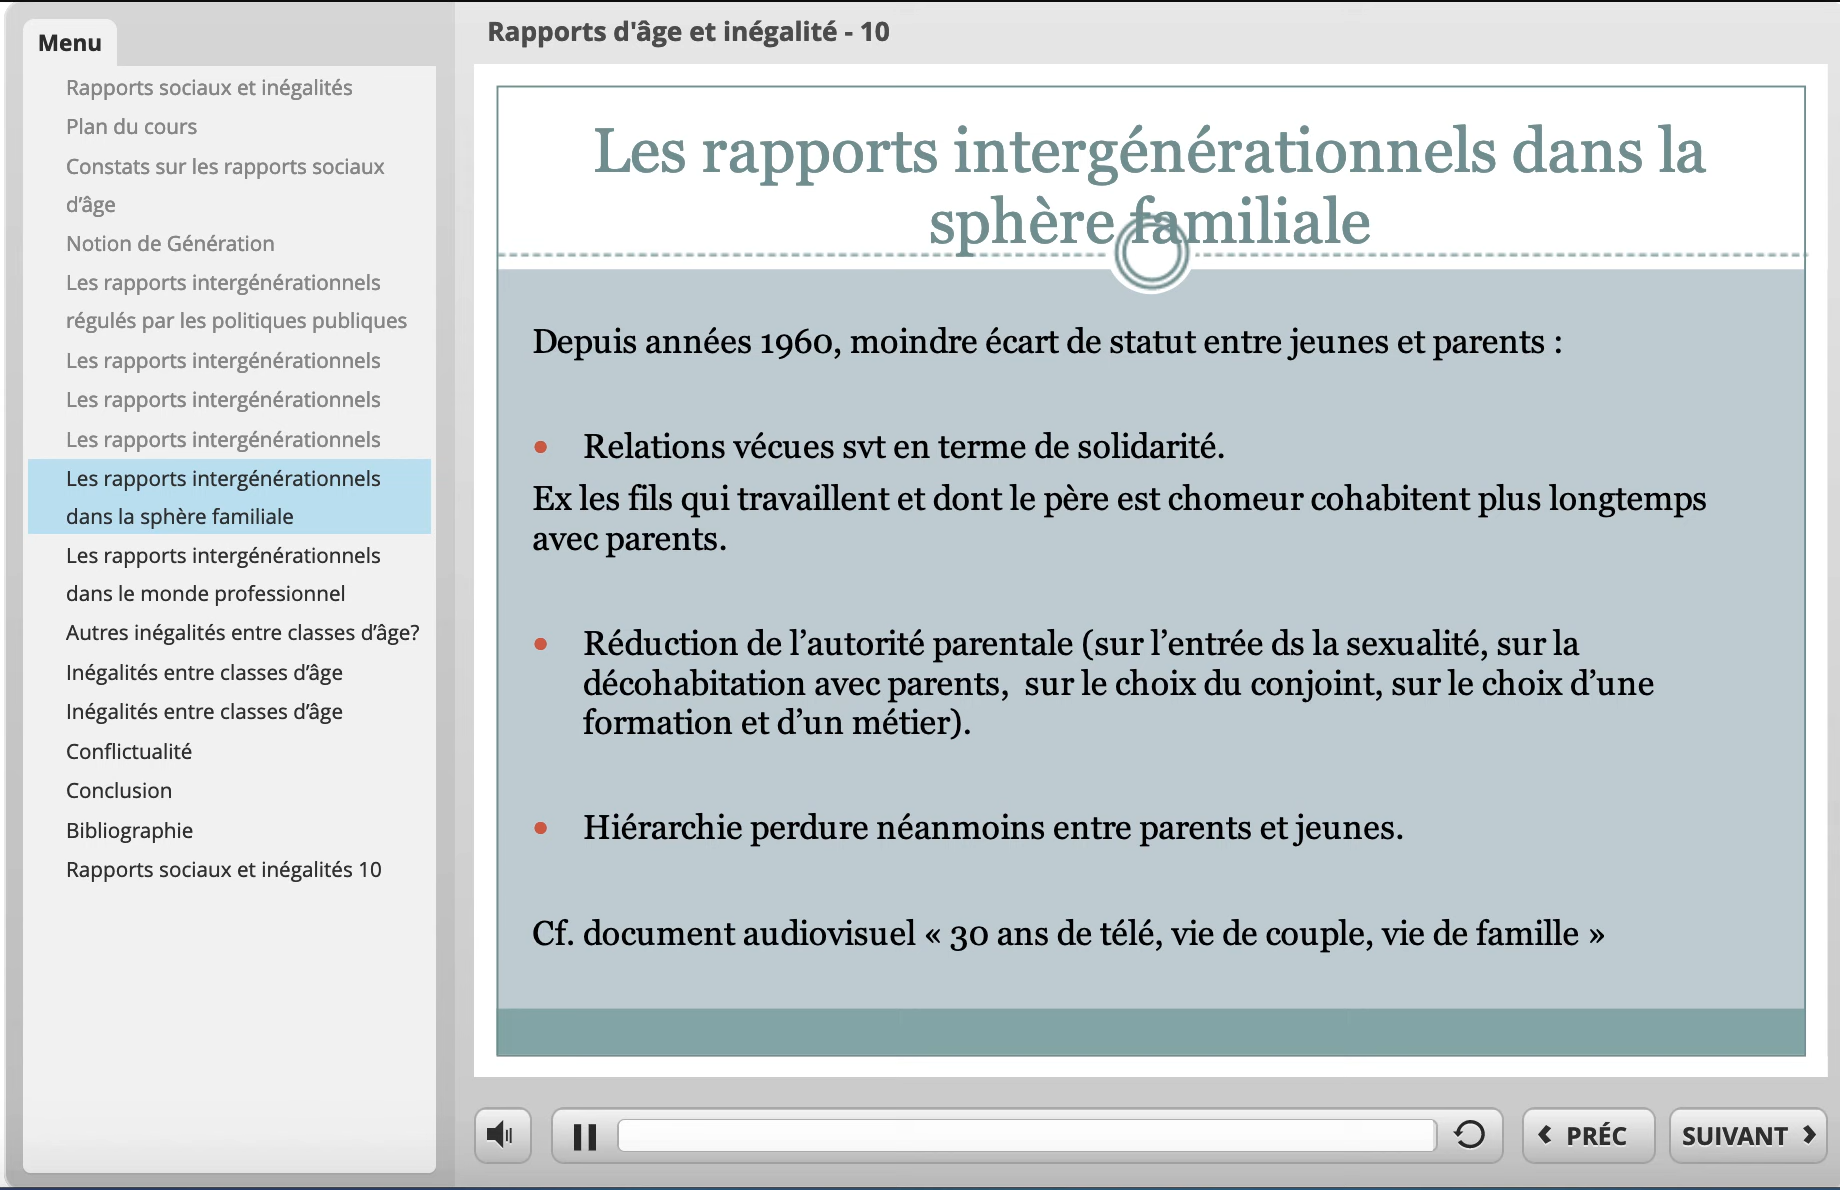 Menu
Rapports sociaux et inégalités
Plan du cours
Constats sur les rapports sociaux
d’âge
Notion de Génération
Les rapports intergénérationnels
régulés par les politiques publiques
Les rapports intergénérationnels
Les rapports intergénérationnels
Les rapports intergénérationnels
Les rapports intergénérationnels
dans la sphère familiale
Les rapports intergénérationnels
dans le monde professionnel
Autres inégalités entre classes d’âge?
Inégalités entre classes d’âge
Inégalités entre classes d’âge
Conflictualité
Conclusion
Bibliographie
Rapports sociaux et inégalités 10
Rapports d'âge et inégalité - 10
Les rapports intergénérationnels dans la
sphère familiale
Depuis années 1960, moindre écart de statut entre jeunes et parents :
• Relations vécues svt en terme de solidarité.
Ex les fils qui travaillent et dont le père est chomeur cohabitent plus longtemps
avec parents.
• Réduction de l’autorité parentale (sur l’entrée ds la sexualité, sur la
décohabitation avec parents,  sur le choix du conjoint, sur le choix d’une
formation et d’un métier).
• Hiérarchie perdure néanmoins entre parents et jeunes.
Cf. document audiovisuel « 30 ans de télé, vie de couple, vie de famille »
PRÉC
SUIVANT